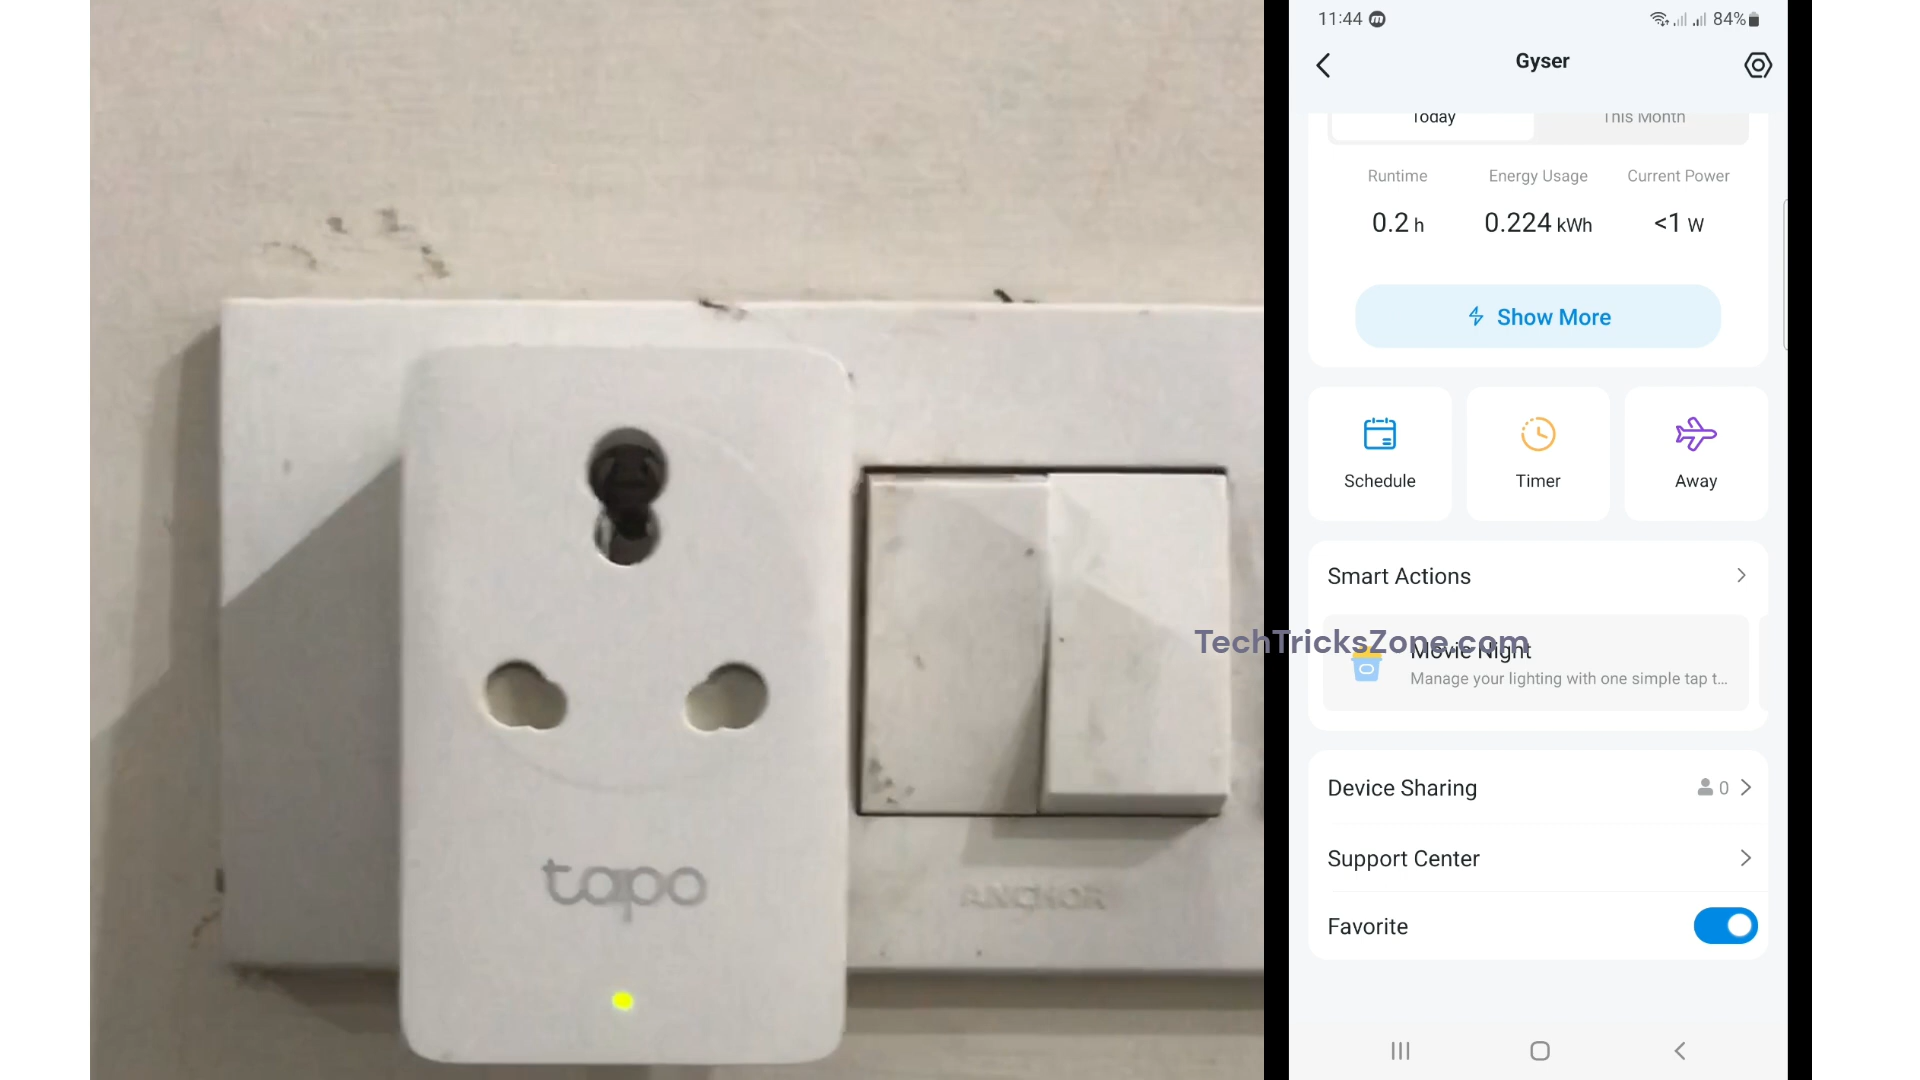 tapo
ANCHOR
11:44
84%
Gyser
Today
This Month
Runtime
Energy Usage
Current Power
0.2 h
0.224 kWh
<1 W
Show More
Schedule
Timer
Away
Smart Actions
TechTricksZone.com
Movie Night
Manage your lighting with one simple tap t...
Device Sharing
0
Support Center
Favorite